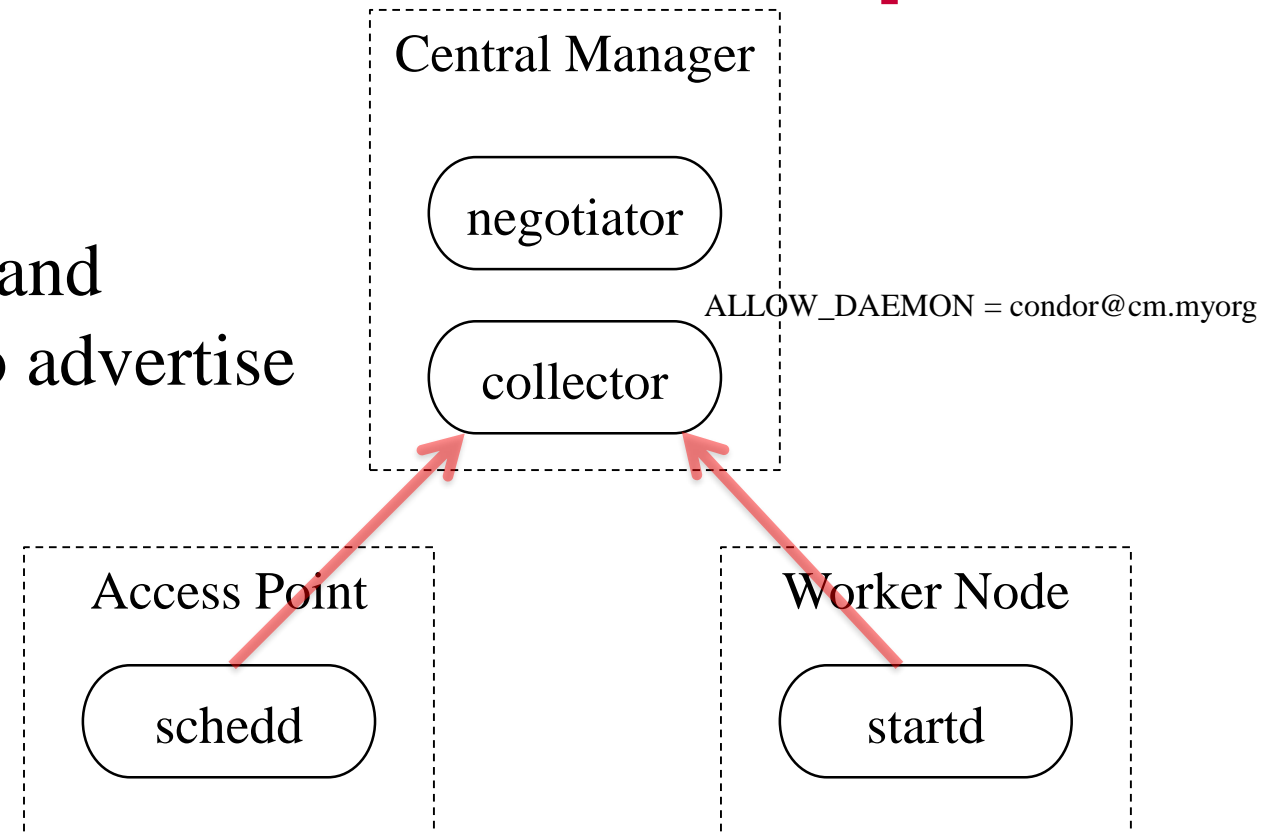 Central Manager
negotiator
and
advertise
ALLOW_DAEMON = condor@cm.myorg
collector
Access Point
Worker Node
schedd
startd